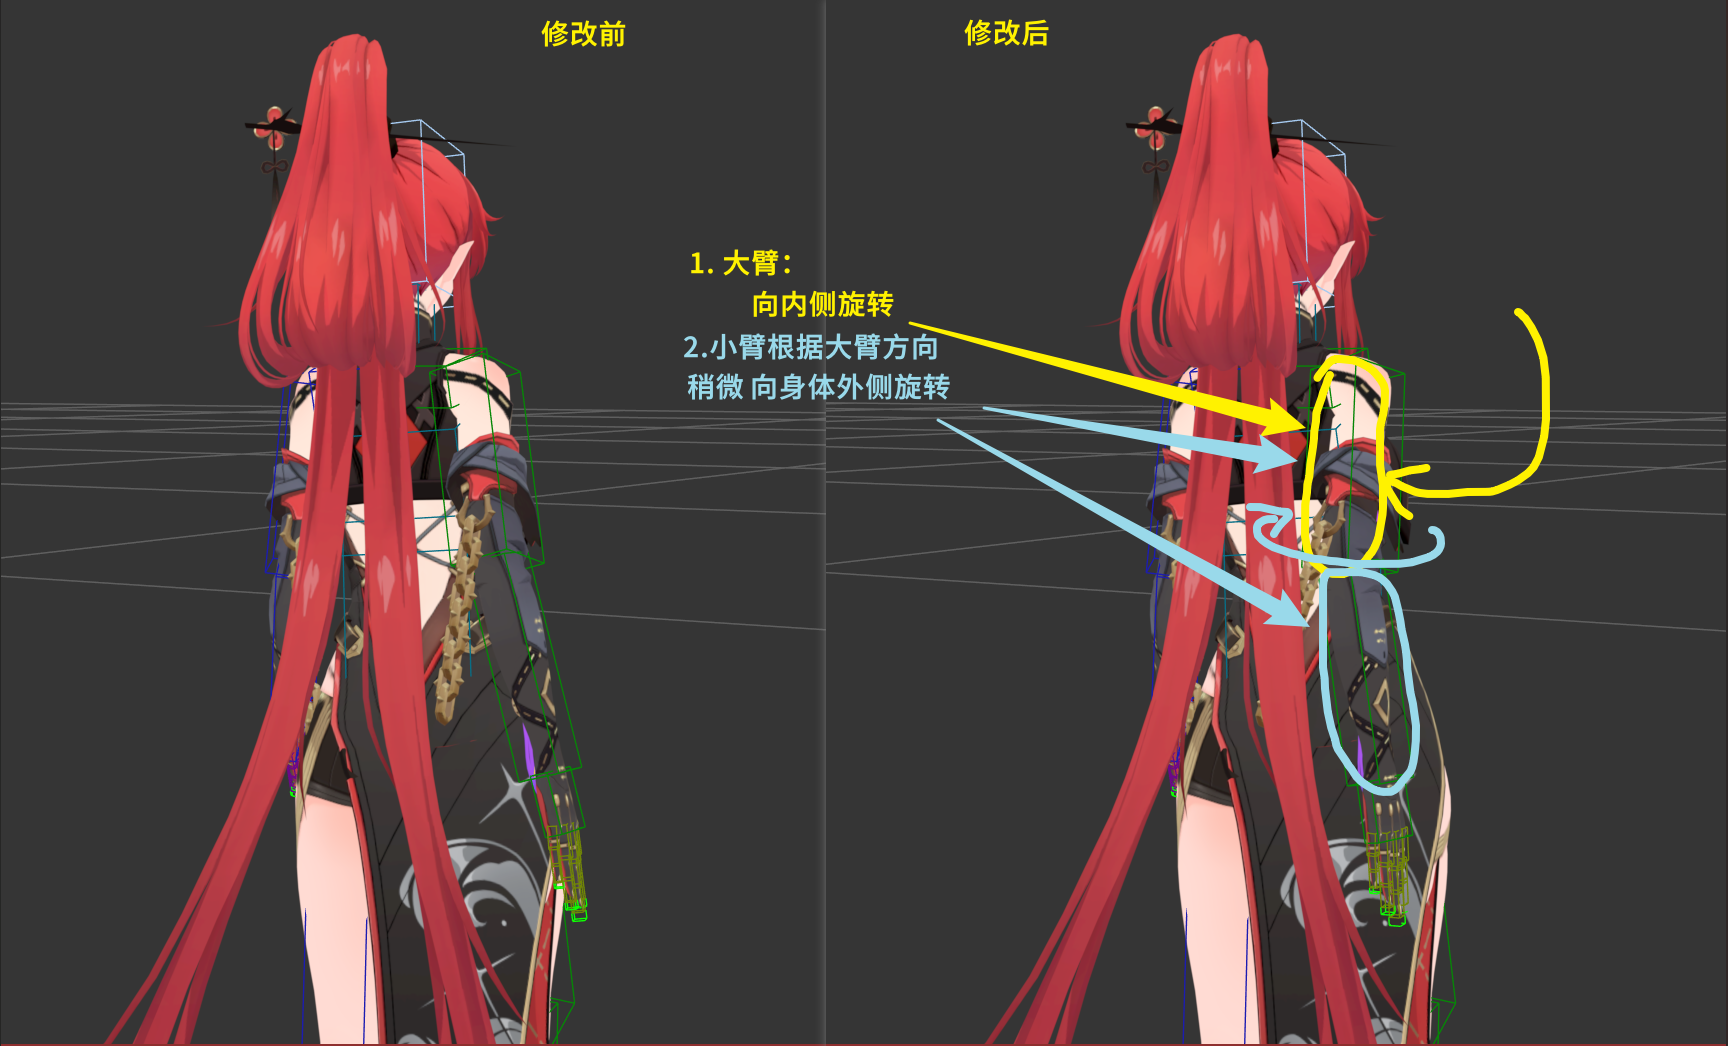 修改前
修改后
1. 大臂：
向内侧旋转
2.小臂根据大臂方向
稍微 向身体外侧旋转